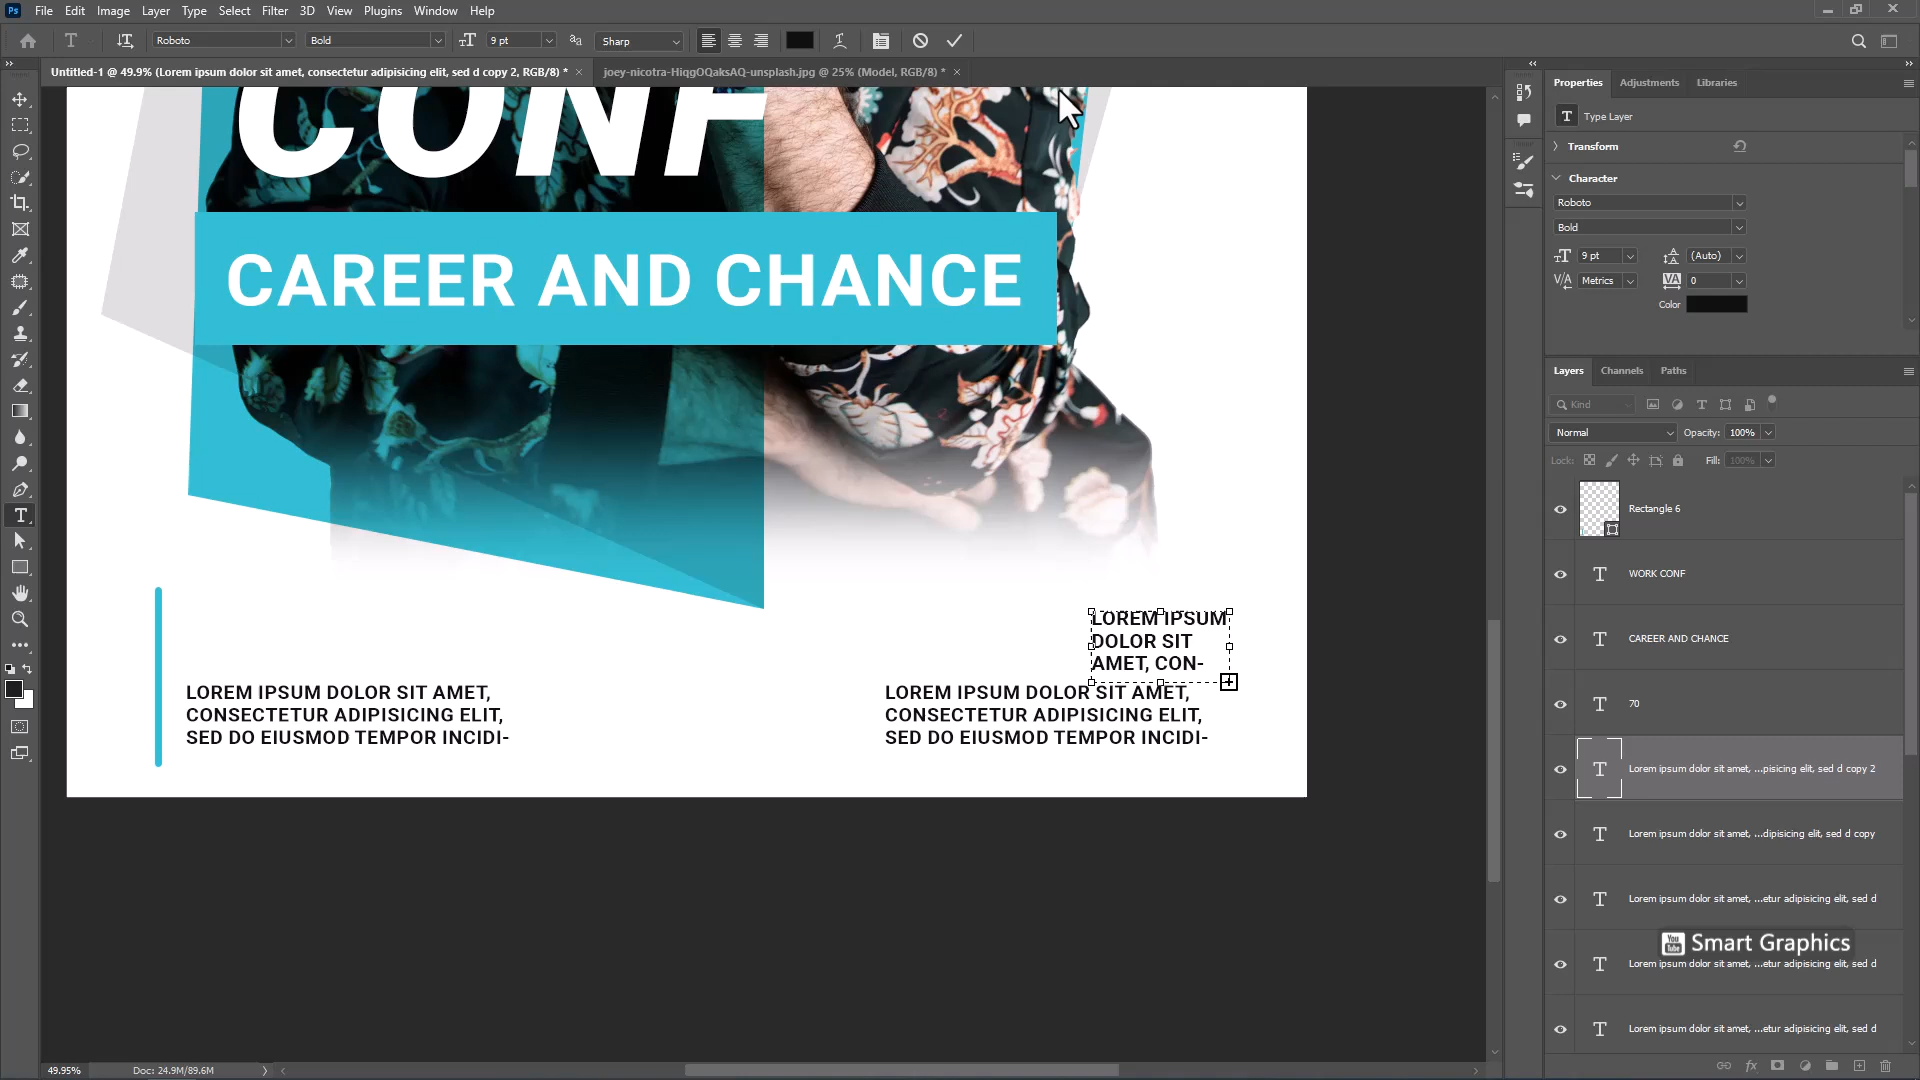 Ps File Edit Image Layer Type Select Filter 3D View Plugins Window Help
T Roboto Bold 9 pt aa Sharp
Untitled-1 @ 49.9% (Lorem ipsum dolor sit amet, consectetur adipisicing elit, sed d copy 2, RGB/8) *
joey-nicotra-HiqgOQaksAQ-unsplash.jpg @ 25% (Model, RGB/8) *
CONF
CAREER AND CHANCE
LOREM IPSUM
DOLOR SIT
AMET, CON-
LOREM IPSUM DOLOR SIT AMET,
CONSECTETUR ADIPISICING ELIT,
SED DO EIUSMOD TEMPOR INCIDI-
LOREM IPSUM DOLOR SIT AMET,
CONSECTETUR ADIPISICING ELIT,
SED DO EIUSMOD TEMPOR INCIDI-
49.95% Doc: 24.9M/89.6M
Properties Adjustments Libraries
T Type Layer
Transform
Character
Roboto
Bold
9 pt (Auto)
Metrics 0
Color
Layers Channels Paths
Kind
Normal Opacity: 100%
Lock: Fill: 100%
Rectangle 6
T WORK CONF
T CAREER AND CHANCE
T 70
T Lorem ipsum dolor sit amet, ...pisicing elit, sed d copy 2
T Lorem ipsum dolor sit amet, ...dipisicing elit, sed d copy
T Lorem ipsum dolor sit amet, ...etur adipisicing elit, sed d
You Tube Smart Graphics
T Lorem ipsum dolor sit amet, ...etur adipisicing elit, sed d
T Lorem ipsum dolor sit amet, ...etur adipisicing elit, sed d